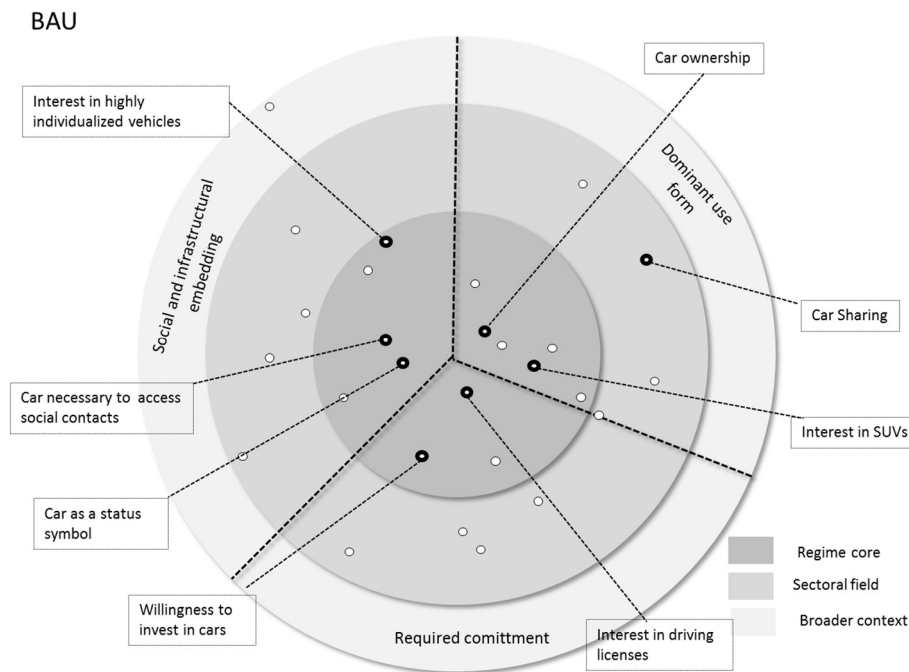 BAU
Car ownership
Interest in highly
individualized vehicles
Dominant use
form
Social and infrastructural
embedding
Car Sharing
Car necessary to access
social contacts
Interest in SUVs
Car as a status
symbol
Willingness to
invest in cars
Required comittment
Interest in driving
licenses
Regime core
Sectoral field
Broader context